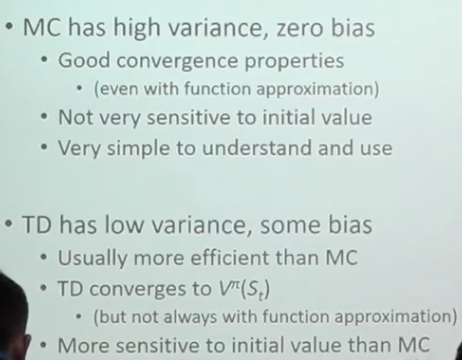 • MC has high variance, zero bias
• Good convergence properties
• (even with function approximation)
• Not very sensitive to initial value
• Very simple to understand and use
• TD has low variance, some bias
• Usually more efficient than MC
• TD converges to Vπ(St)
• (but not always with function approximation)
• More sensitive to initial value than MC